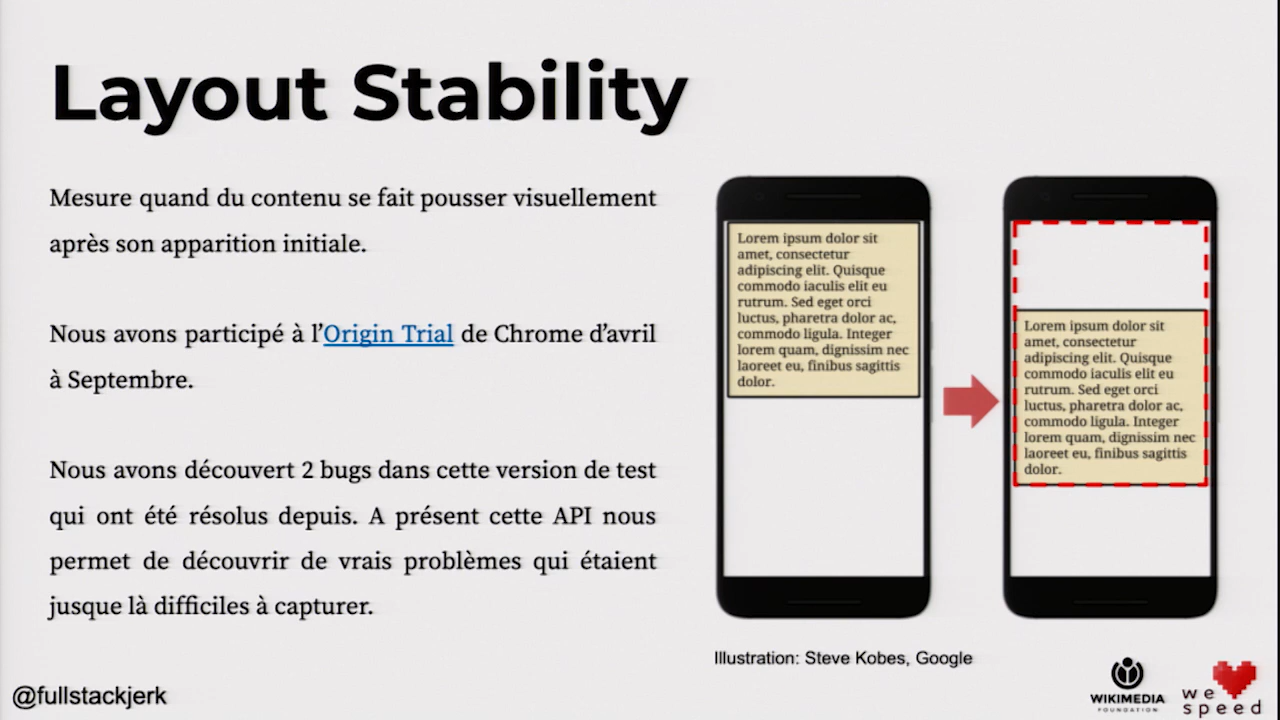 Layout Stability
Mesure quand du contenu se fait pousser visuellement
après son apparition initiale.
Nous avons participé à l'Origin Trial de Chrome d'avril
à Septembre.
Nous avons découvert 2 bugs dans cette version de test
qui ont été résolus depuis. A présent cette API nous
permet de découvrir de vrais problèmes qui étaient
jusque là difficiles à capturer.
Lorem ipsum dolor sit
amet, consectetur
adipiscing elit. Quisque
commodo iaculis elit eu
rutrum. Sed eget orci
luctus, pharetra dolor ac,
commodo ligula. Integer
lorem quam, dignissim nec
laoreet eu, finibus sagittis
dolor.
Lorem ipsum dolor sit
amet, consectetur
adipiscing elit. Quisque
commodo iaculis elit eu
rutrum. Sed eget orci
luctus, pharetra dolor ac,
commodo ligula. Integer
lorem quam, dignissim nec
laoreet eu, finibus sagittis
dolor.
Illustration: Steve Kobes, Google
@fullstackjerk
WIKIMEDIA
FOUNDATION
we
speed